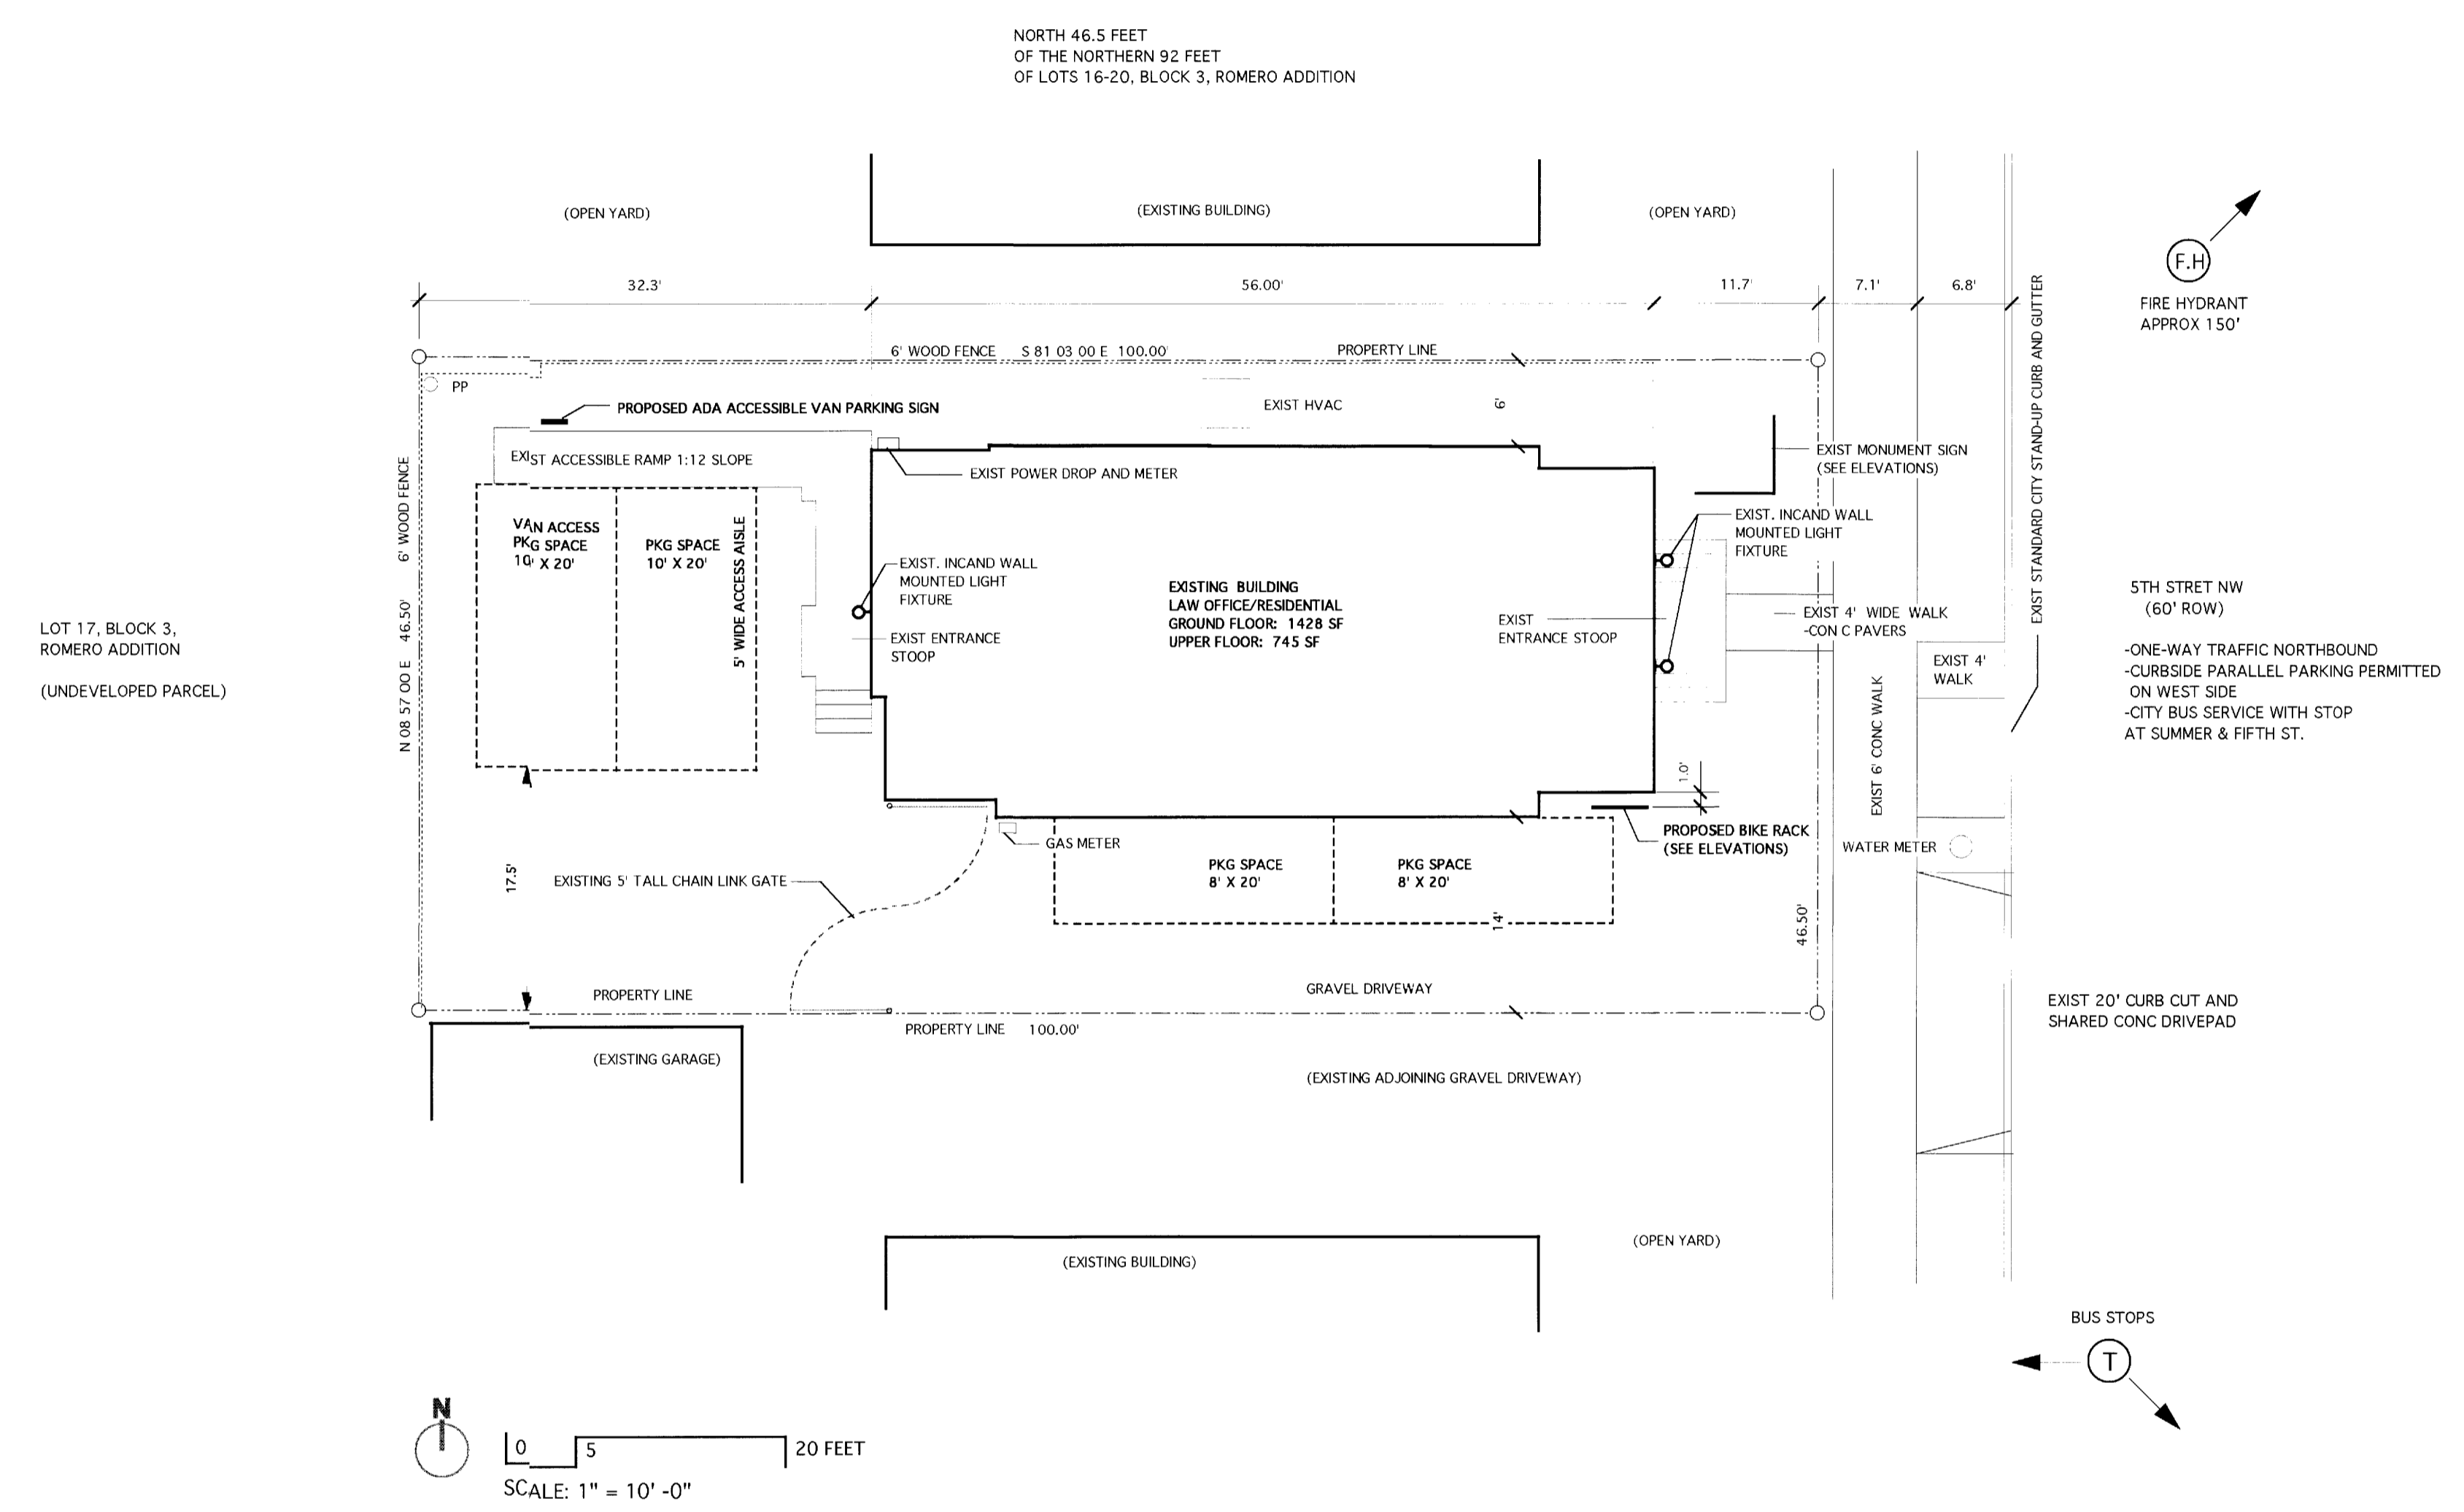 NORTH 46.5 FEET
OF THE NORTHERN 92 FEET
OF LOTS 16-20, BLOCK 3, ROMERO ADDITION
(OPEN YARD)
(EXISTING BUILDING)
(OPEN YARD)
F.H
FIRE HYDRANT
APPROX 150'
32.3'
56.00'
11.7'
7.1'
6.8'
6' WOOD FENCE S 81 03 00 E 100.00'
PROPERTY LINE
PP
PROPOSED ADA ACCESSIBLE VAN PARKING SIGN
EXIST HVAC
6'
EXIST ACCESSIBLE RAMP 1:12 SLOPE
EXIST POWER DROP AND METER
EXIST MONUMENT SIGN
(SEE ELEVATIONS)
EXIST STANDARD CITY STAND-UP CURB AND GUTTER
6' WOOD FENCE
N 08 57 00 E 46.50'
VAN ACCESS
PKG SPACE
10' X 20'
PKG SPACE
10' X 20'
5' WIDE ACCESS AISLE
EXIST. INCAND WALL
MOUNTED LIGHT
FIXTURE
EXIST ENTRANCE
STOOP
EXISTING BUILDING
LAW OFFICE/RESIDENTIAL
GROUND FLOOR: 1428 SF
UPPER FLOOR: 745 SF
EXIST
ENTRANCE STOOP
EXIST. INCAND WALL
MOUNTED LIGHT
FIXTURE
EXIST 4' WIDE WALK
-CON C PAVERS
EXIST 4'
WALK
EXIST 6' CONC WALK
5TH STRET NW
(60' ROW)
-ONE-WAY TRAFFIC NORTHBOUND
-CURBSIDE PARALLEL PARKING PERMITTED
ON WEST SIDE
-CITY BUS SERVICE WITH STOP
AT SUMMER & FIFTH ST.
LOT 17, BLOCK 3,
ROMERO ADDITION
(UNDEVELOPED PARCEL)
1.0'
PROPOSED BIKE RACK
(SEE ELEVATIONS)
WATER METER
GAS METER
PKG SPACE
8' X 20'
PKG SPACE
8' X 20'
17.5'
EXISTING 5' TALL CHAIN LINK GATE
14'
46.50'
PROPERTY LINE
GRAVEL DRIVEWAY
PROPERTY LINE 100.00'
EXIST 20' CURB CUT AND
SHARED CONC DRIVEPAD
(EXISTING GARAGE)
(EXISTING ADJOINING GRAVEL DRIVEWAY)
(EXISTING BUILDING)
(OPEN YARD)
BUS STOPS
T
N
0 5 20 FEET
SCALE: 1" = 10' -0"